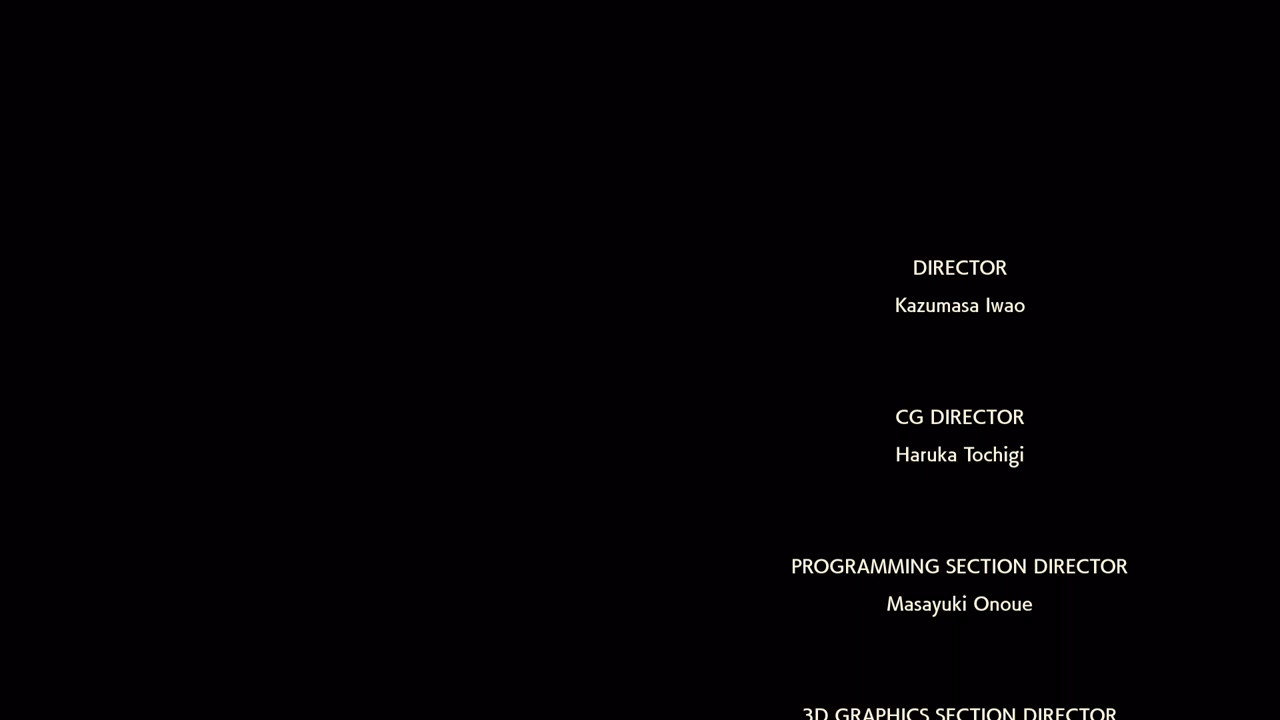 DIRECTOR
Kazumasa Iwao
CG DIRECTOR
Haruka Tochigi
PROGRAMMING SECTION DIRECTOR
Masayuki Onoue
3D GRAPHICS SECTION DIRECTOR